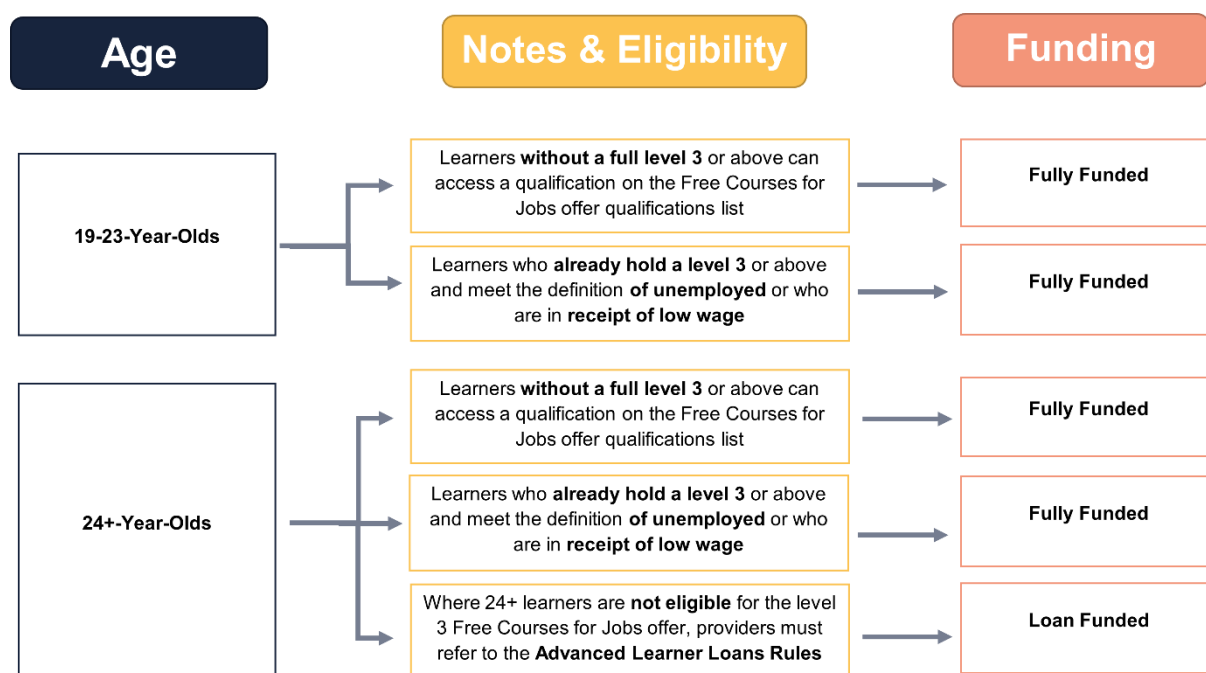 Age
Notes & Eligibility
Funding
19-23-Year-Olds
Learners without a full level 3 or above can
access a qualification on the Free Courses for
Jobs offer qualifications list
Fully Funded
Learners who already hold a level 3 or above
and meet the definition of unemployed or who
are in receipt of low wage
Fully Funded
24+-Year-Olds
Learners without a full level 3 or above can
access a qualification on the Free Courses for
Jobs offer qualifications list
Fully Funded
Learners who already hold a level 3 or above
and meet the definition of unemployed or who
are in receipt of low wage
Fully Funded
Where 24+ learners are not eligible for the level
3 Free Courses for Jobs offer, providers must
refer to the Advanced Learner Loans Rules
Loan Funded